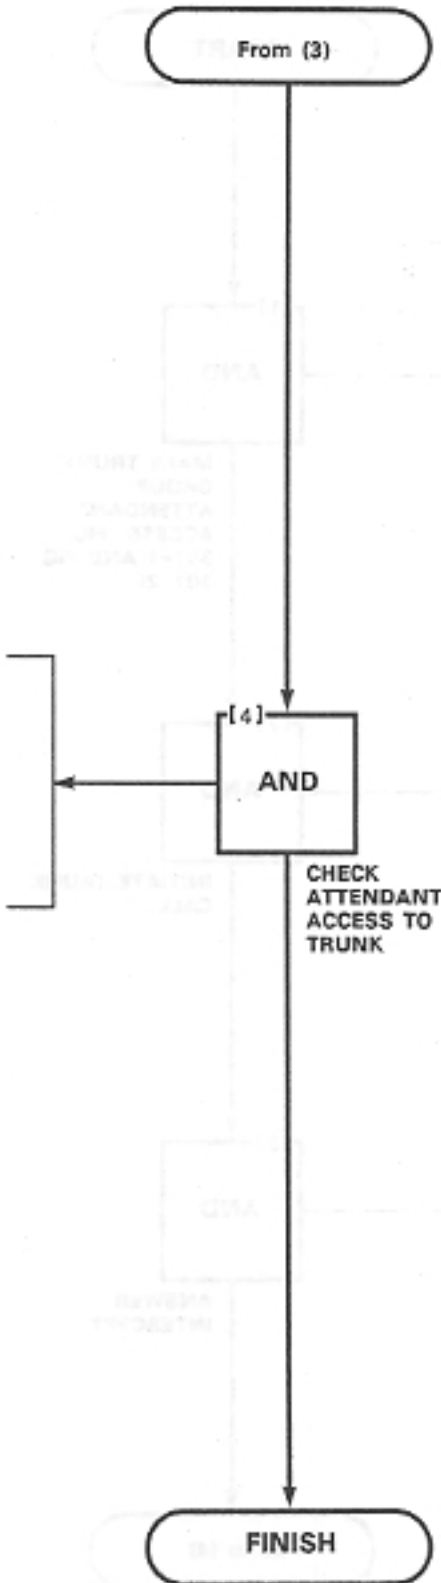 From (3)
[4]
AND
CHECK
ATTENDANT
ACCESS TO
TRUNK
FINISH